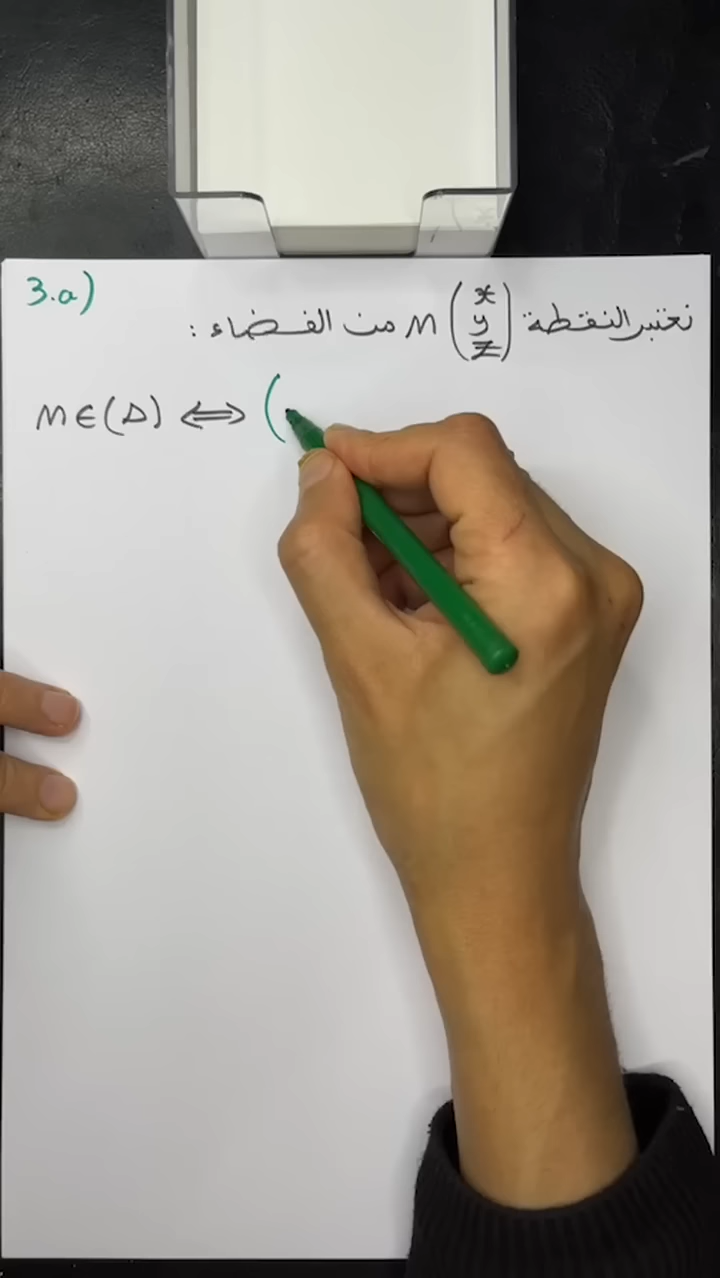 3.a)
نعتبر النقطة M (x y z) من الفضاء :
M ∈ (Δ) ⟺ (